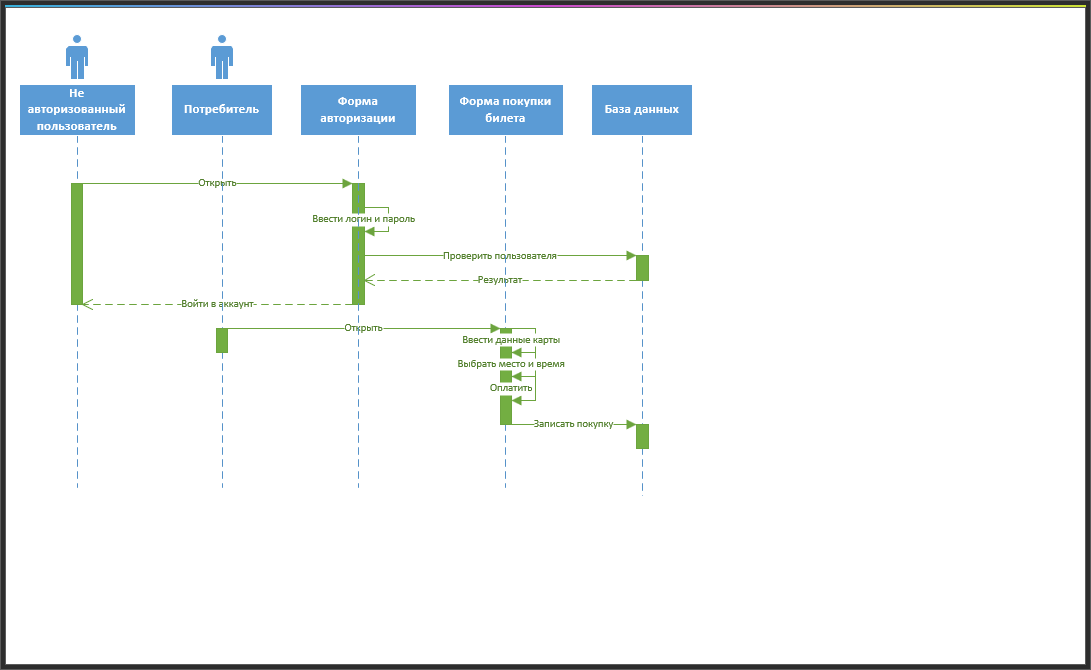 Не
авторизованный
пользователь
Потребитель
Форма
авторизации
Форма покупки
билета
База данных
Открыть
Ввести логин и пароль
Проверить пользователя
Результат
Войти в аккаунт
Открыть
Ввести данные карты
Выбрать место и время
Оплатить
Записать покупку